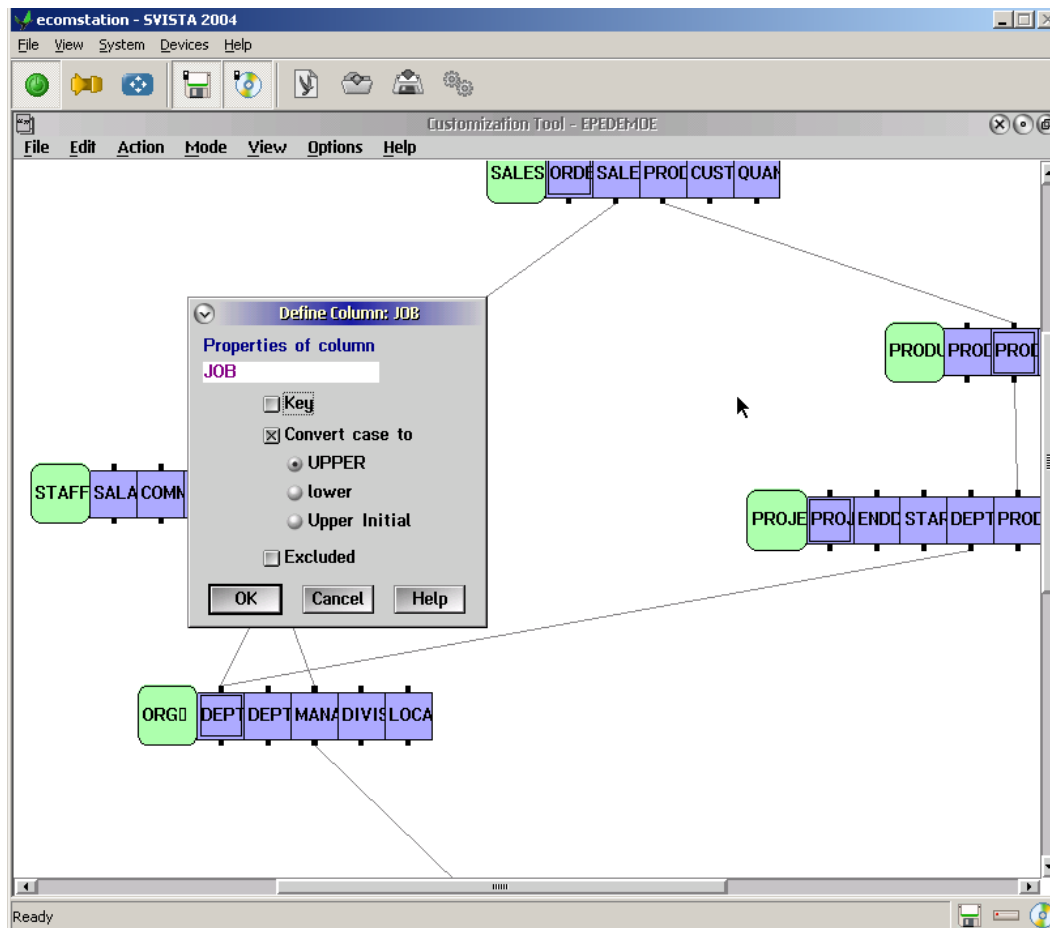 ecomstation - SVISTA 2004
File View System Devices Help
Customization Tool - EPEDEMOE
File Edit Action Mode View Options Help
SALES ORDE SALE PROD CUST QUAN
Define Column: JOB
Properties of column
JOB
Key
Convert case to
UPPER
lower
Upper Initial
Excluded
OK Cancel Help
PRODU PROD PROD
STAFF SALA COMM
PROJE PROJ ENDD STAR DEPT PROD
ORG DEPT DEPT MANA DIVIS LOCA
Ready